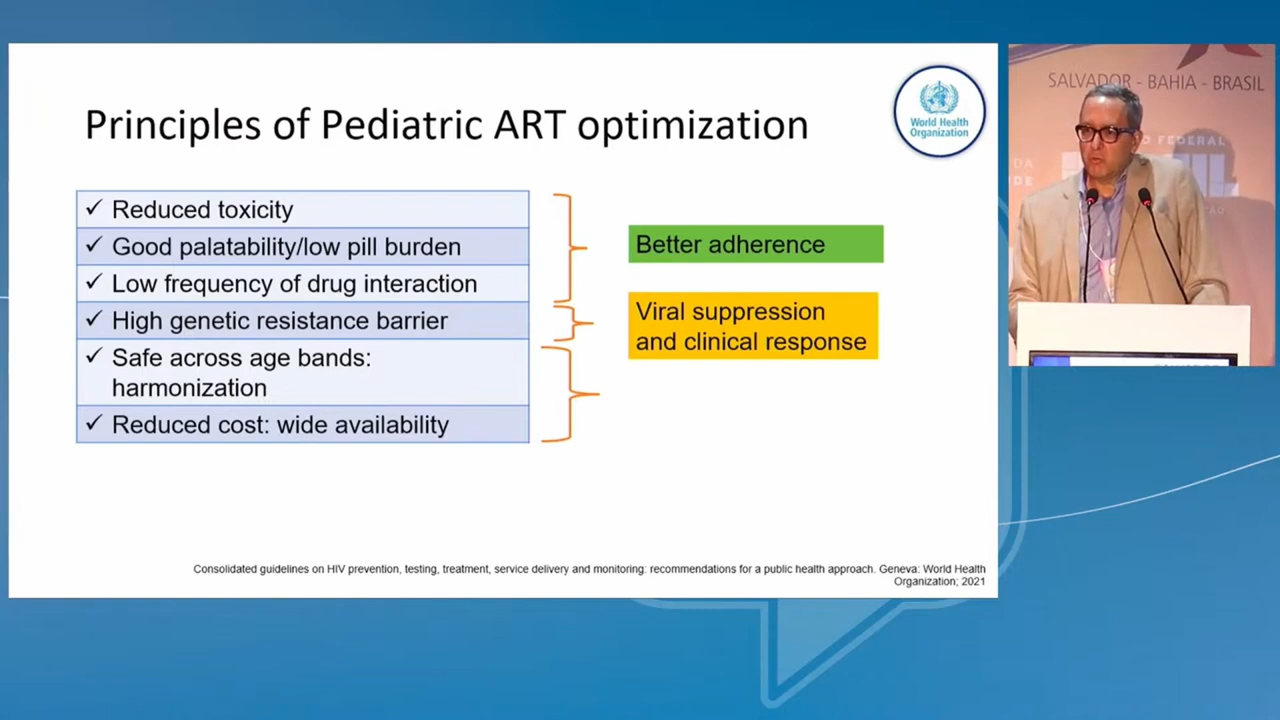 Principles of Pediatric ART optimization
World Health
Organization
✓ Reduced toxicity
✓ Good palatability/low pill burden
✓ Low frequency of drug interaction
✓ High genetic resistance barrier
✓ Safe across age bands:
harmonization
✓ Reduced cost: wide availability
Better adherence
Viral suppression
and clinical response
Consolidated guidelines on HIV prevention, testing, treatment, service delivery and monitoring: recommendations for a public health approach. Geneva: World Health
Organization; 2021
SALVADOR - BAHIA - BRASIL
FEDERAL